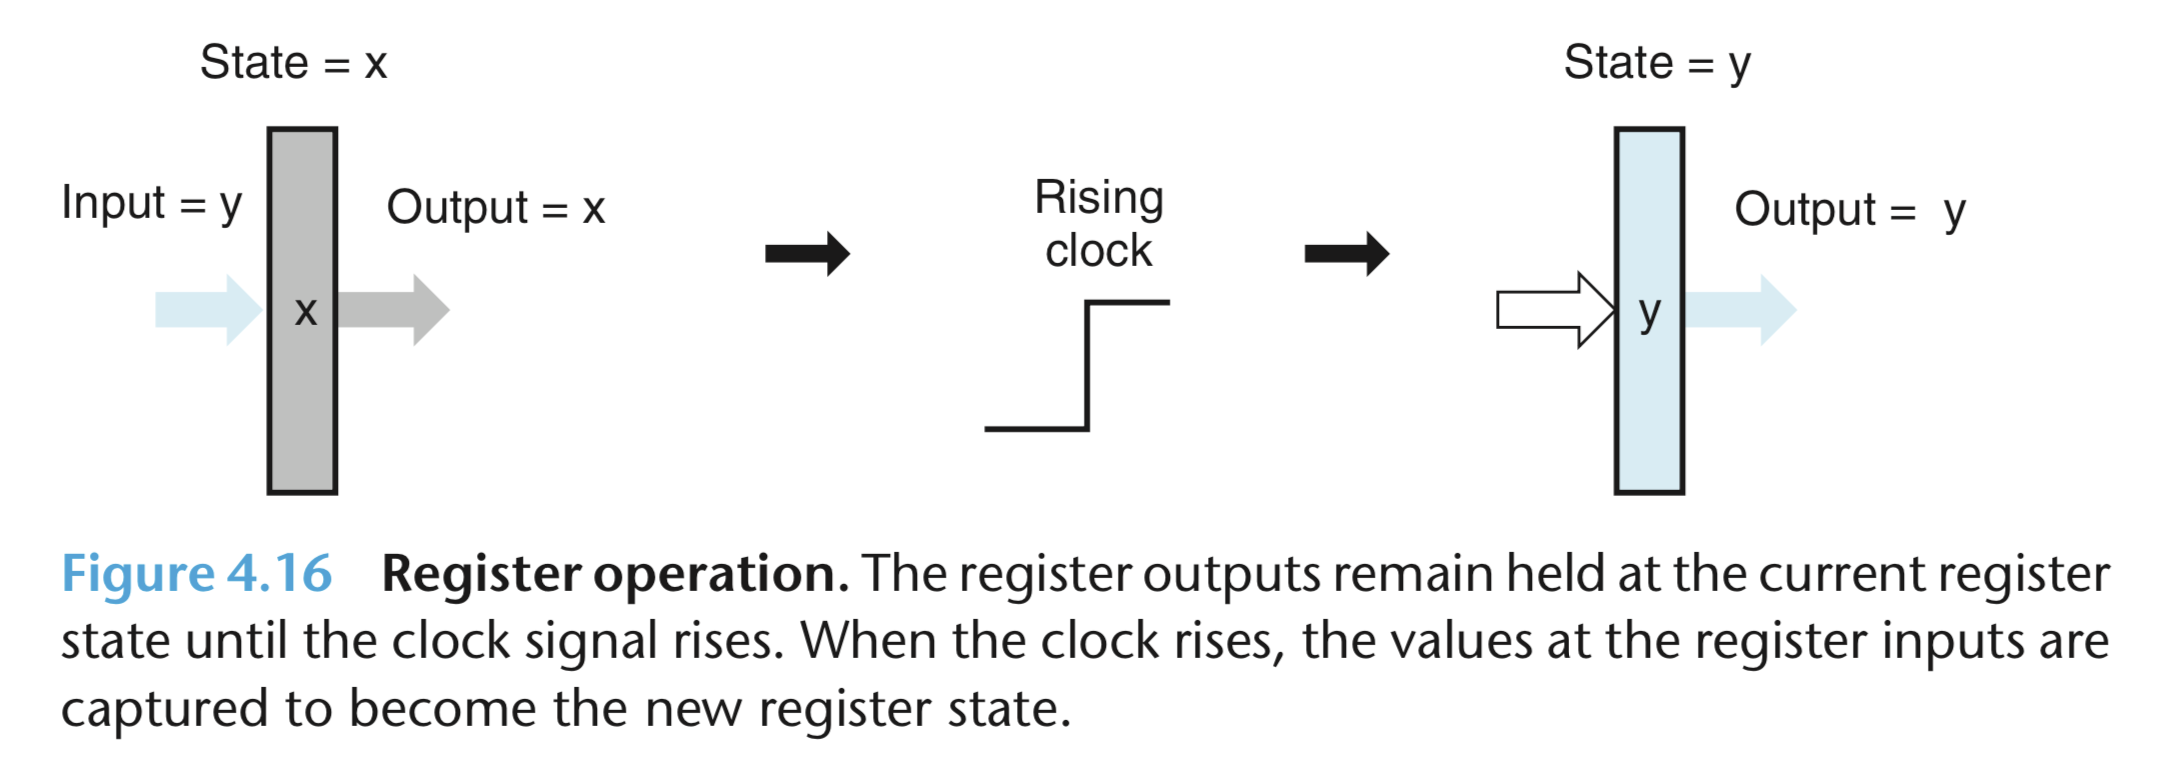 State = x
State = y
Input = y
Output = x
Rising
clock
Output = y
x
y
Figure 4.16 Register operation. The register outputs remain held at the current register
state until the clock signal rises. When the clock rises, the values at the register inputs are
captured to become the new register state.